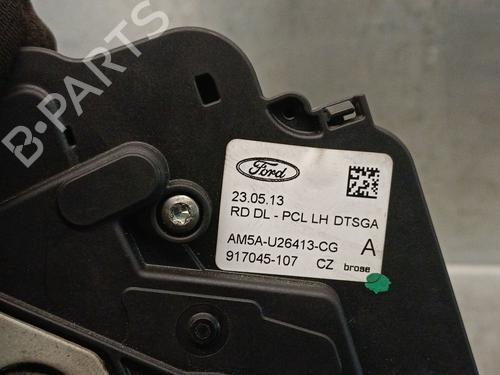 B-PARTS
Ford
23.05.13
RD DL - PCL LH DTSGA
AM5A-U26413-CG A
917045-107 CZ brose